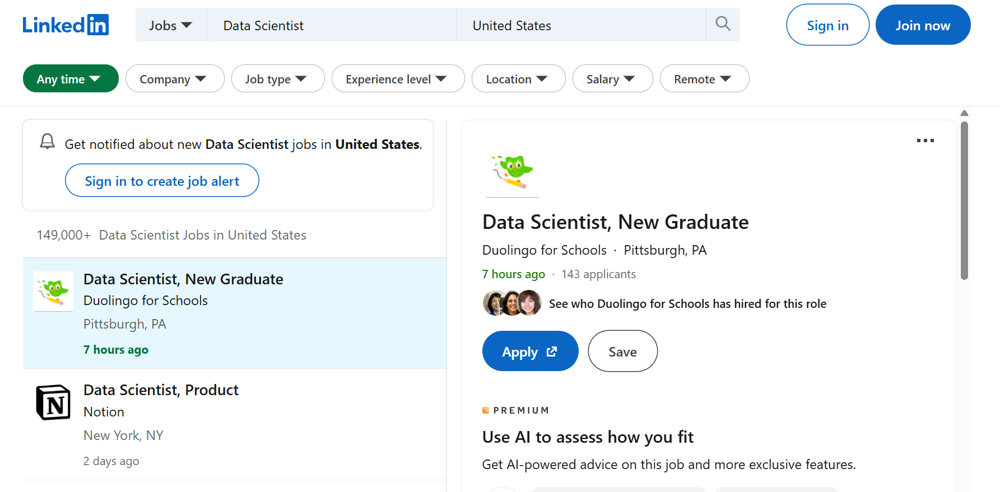 Linked in
Jobs
Data Scientist
United States
Sign in
Join now
Any time
Company
Job type
Experience level
Location
Salary
Remote
Get notified about new Data Scientist jobs in United States.
Sign in to create job alert
149,000+ Data Scientist Jobs in United States
Data Scientist, New Graduate
Duolingo for Schools
Pittsburgh, PA
7 hours ago
N
Data Scientist, Product
Notion
New York, NY
2 days ago
Data Scientist, New Graduate
Duolingo for Schools · Pittsburgh, PA
7 hours ago · 143 applicants
See who Duolingo for Schools has hired for this role
Apply
Save
PREMIUM
Use AI to assess how you fit
Get AI-powered advice on this job and more exclusive features.